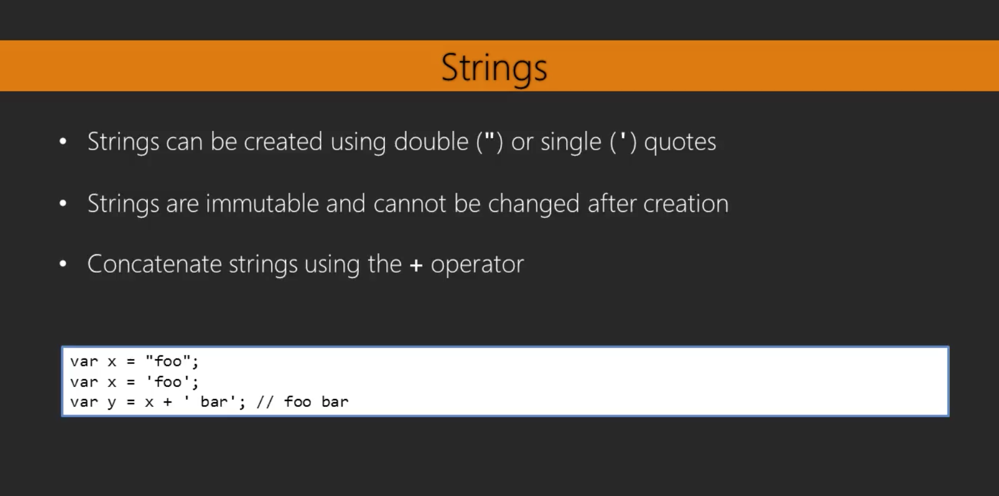 Strings
• Strings can be created using double (") or single (') quotes
• Strings are immutable and cannot be changed after creation
• Concatenate strings using the + operator
var x = "foo";
var x = 'foo';
var y = x + ' bar'; // foo bar